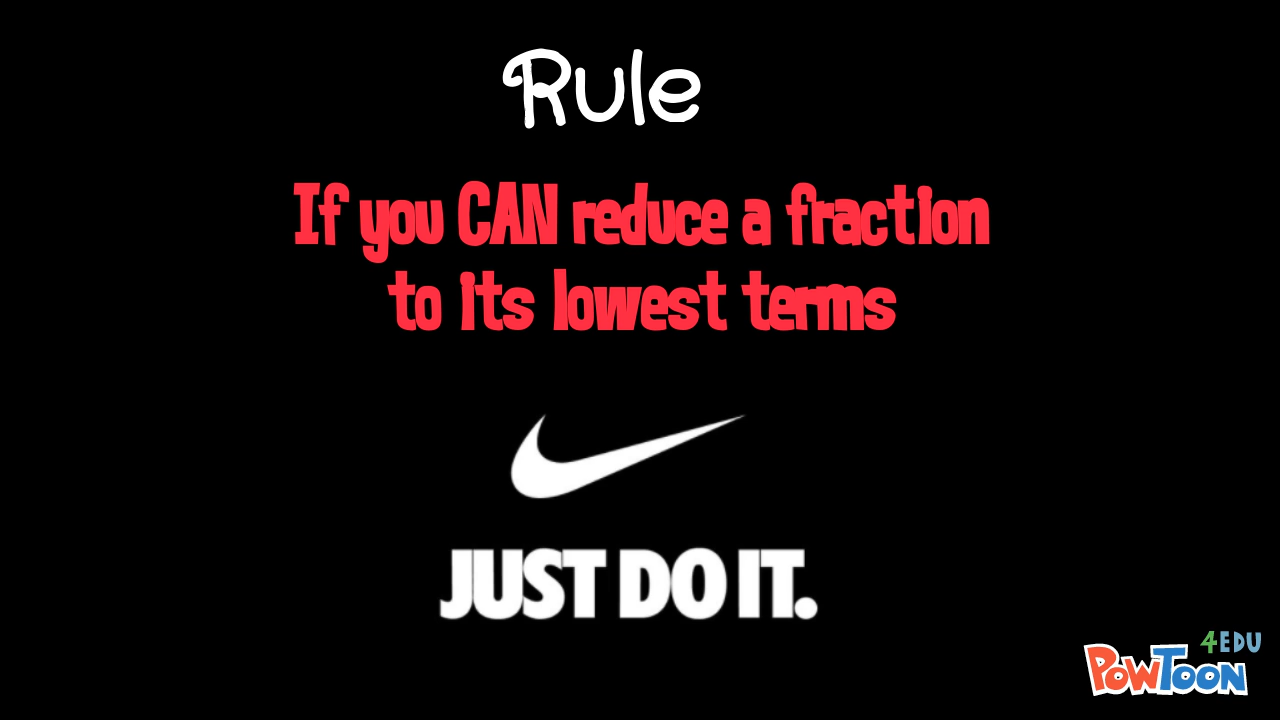 Rule
If you CAN reduce a fraction
to its lowest terms
JUST DO IT.
4EDU
POWTOON